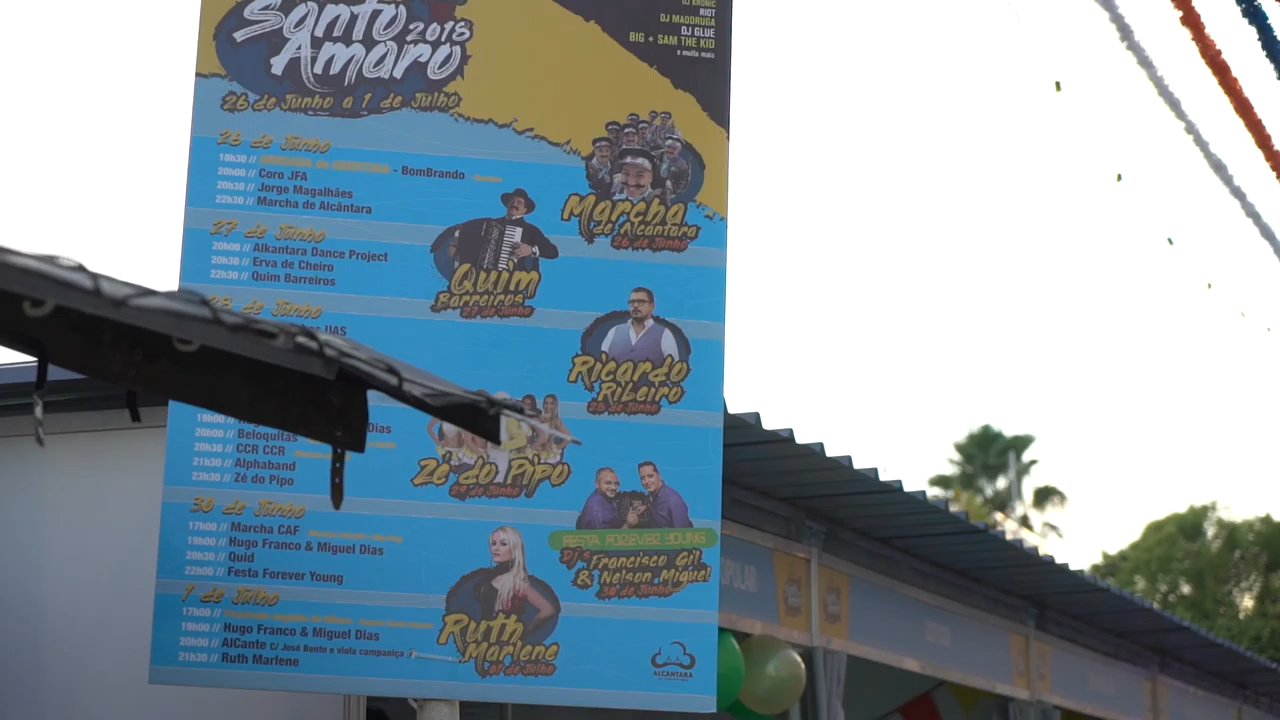 Santo
Amaro 2018
26 de Junho a 1 de Julho
DJ KRONIC
RIOT
DJ MADDRUGA
DJ GLUE
BIG + SAM THE KID
e muito mais
26 de Junho
18h30 // - BomBrando
20h00 // Coro JFA
20h30 // Jorge Magalhães
22h30 // Marcha de Alcântara
Marcha
de Alcântara
26 de Junho
27 de Junho
20h00 // Alkantara Dance Project
20h30 // Erva de Cheiro
22h30 // Quim Barreiros
Quim
Barreiros
27 de Junho
28 de Junho
Ricardo
Ribeiro
28 de Junho
19h00 // Dias
20h00 // Beloquitas
20h30 // CCR CCR
21h30 // Alphaband
23h30 // Zé do Pipo
Zé do Pipo
29 de Junho
30 de Junho
17h00 // Marcha CAF
19h00 // Hugo Franco & Miguel Dias
20h30 // Quid
22h00 // Festa Forever Young
FESTA FOREVER YOUNG
Dj's Francisco Gil
& Nelson Miguel
30 de Junho
1 de Julho
17h00 //
19h00 // Hugo Franco & Miguel Dias
20h00 // AlCante c/ José Bento e viola campaniça
21h30 // Ruth Marlene
Ruth
Marlene
01 de Julho
ALCÂNTARA
OPULAR